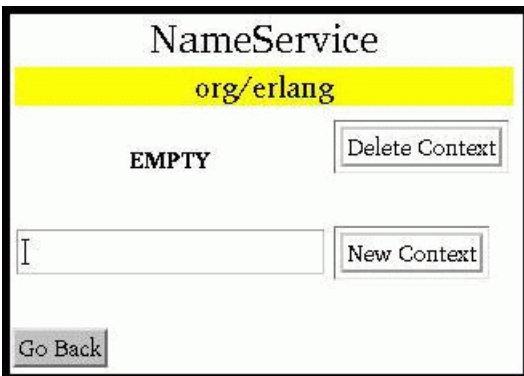 NameService
org/erlang
EMPTY
Delete Context
New Context
Go Back